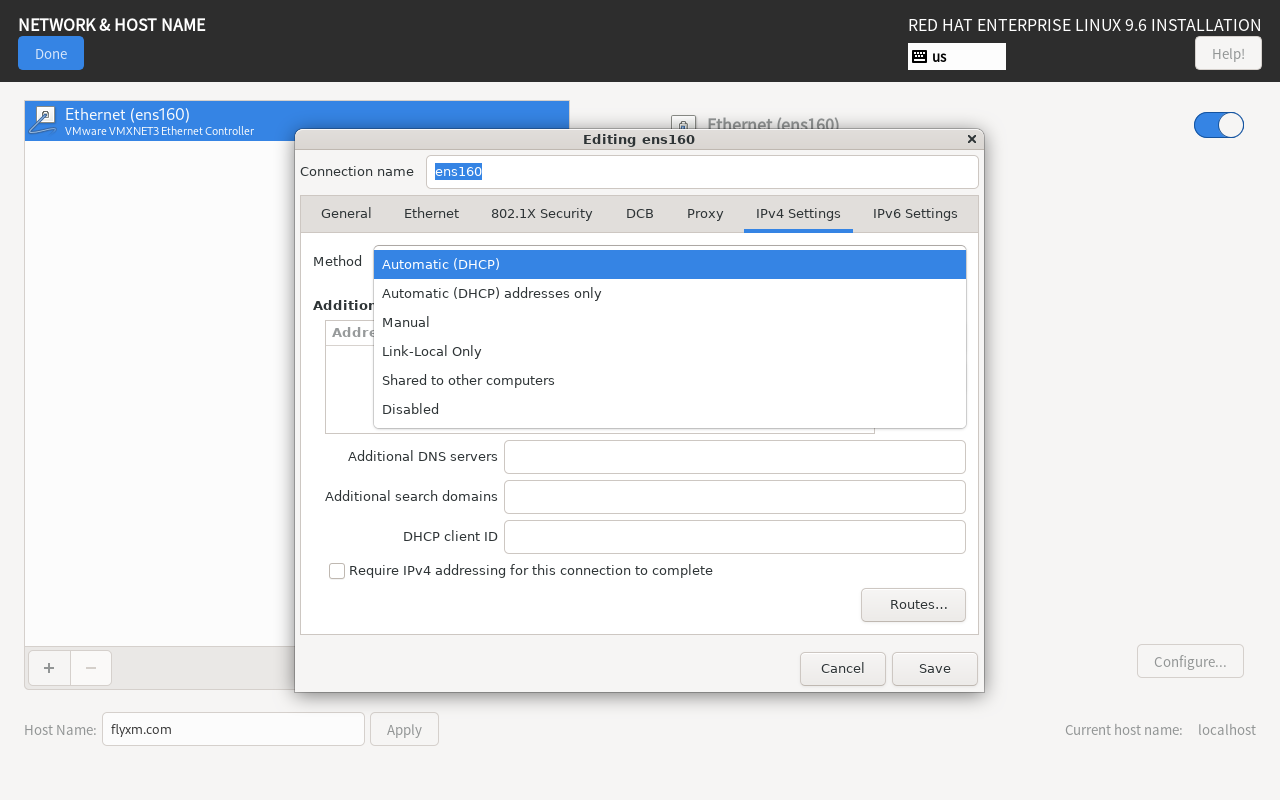 NETWORK & HOST NAME
RED HAT ENTERPRISE LINUX 9.6 INSTALLATION
Done
us
Help!
Ethernet (ens160)
VMware VMXNET3 Ethernet Controller
Ethernet (ens160)
Editing ens160
Connection name
ens160
General
Ethernet
802.1X Security
DCB
Proxy
IPv4 Settings
IPv6 Settings
Method
Automatic (DHCP)
Automatic (DHCP) addresses only
Manual
Link-Local Only
Shared to other computers
Disabled
Additional DNS servers
Additional search domains
DHCP client ID
Require IPv4 addressing for this connection to complete
Routes…
Cancel
Save
Configure...
Host Name:
flyxm.com
Apply
Current host name:
localhost